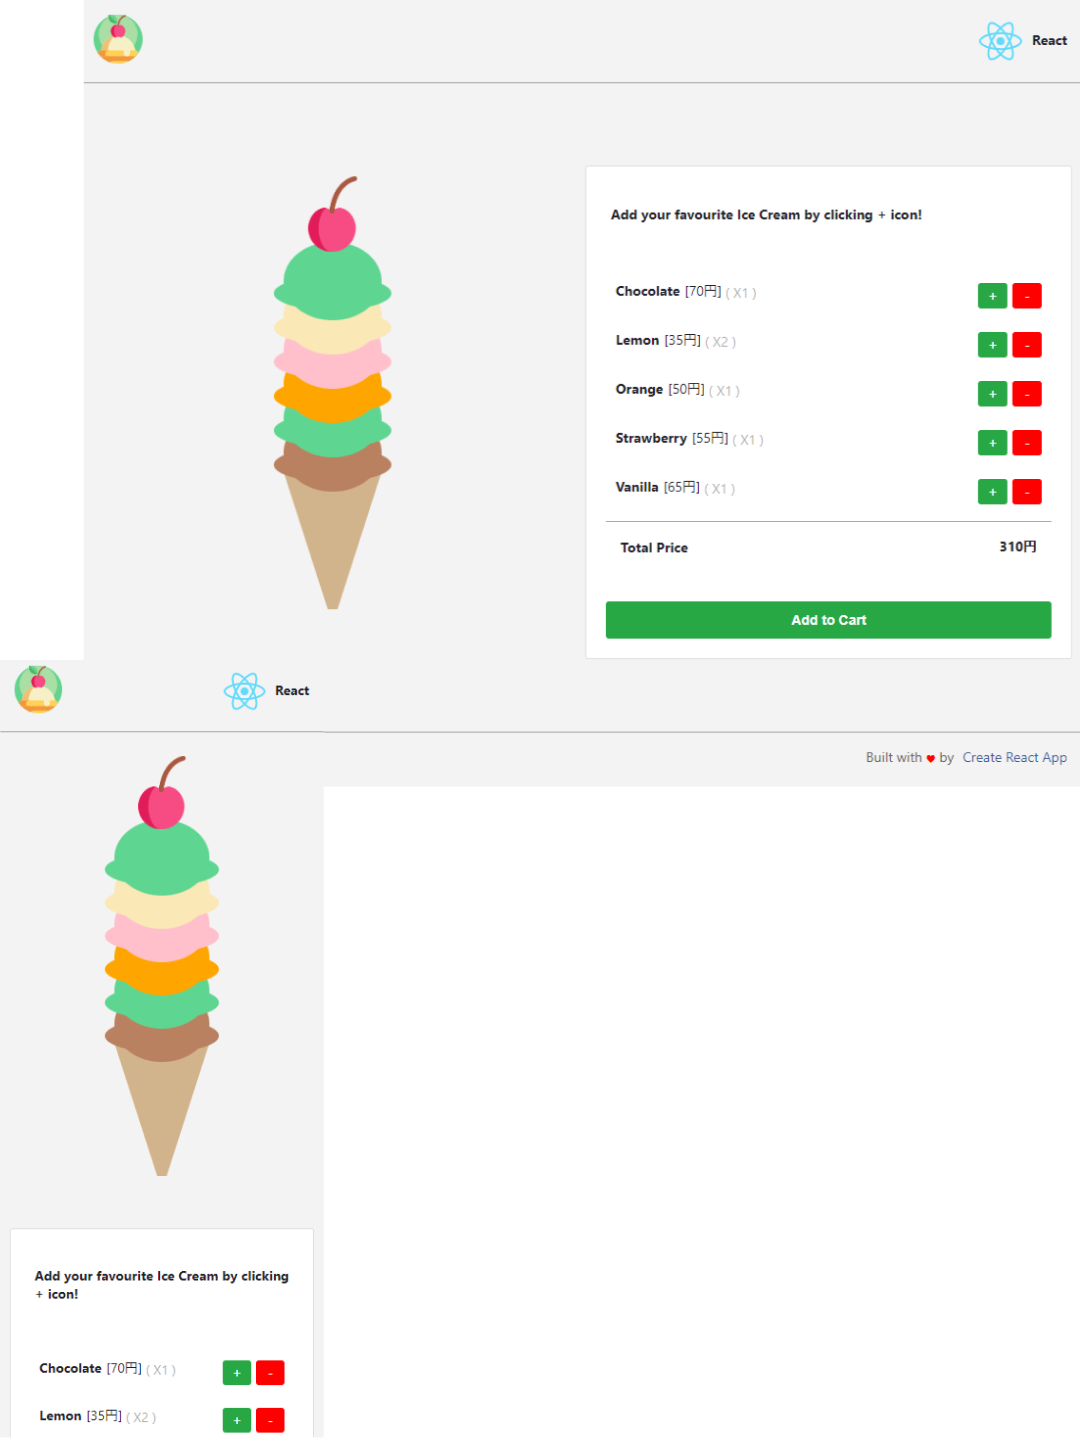 React
Add your favourite Ice Cream by clicking + icon!
Chocolate [70円] ( X1 ) + -
Lemon [35円] ( X2 ) + -
Orange [50円] ( X1 ) + -
Strawberry [55円] ( X1 ) + -
Vanilla [65円] ( X1 ) + -
Total Price 310円
Add to Cart
Built with ♥ by Create React App
React
Add your favourite Ice Cream by clicking
+ icon!
Chocolate [70円] ( X1 ) + -
Lemon [35円] ( X2 ) + -